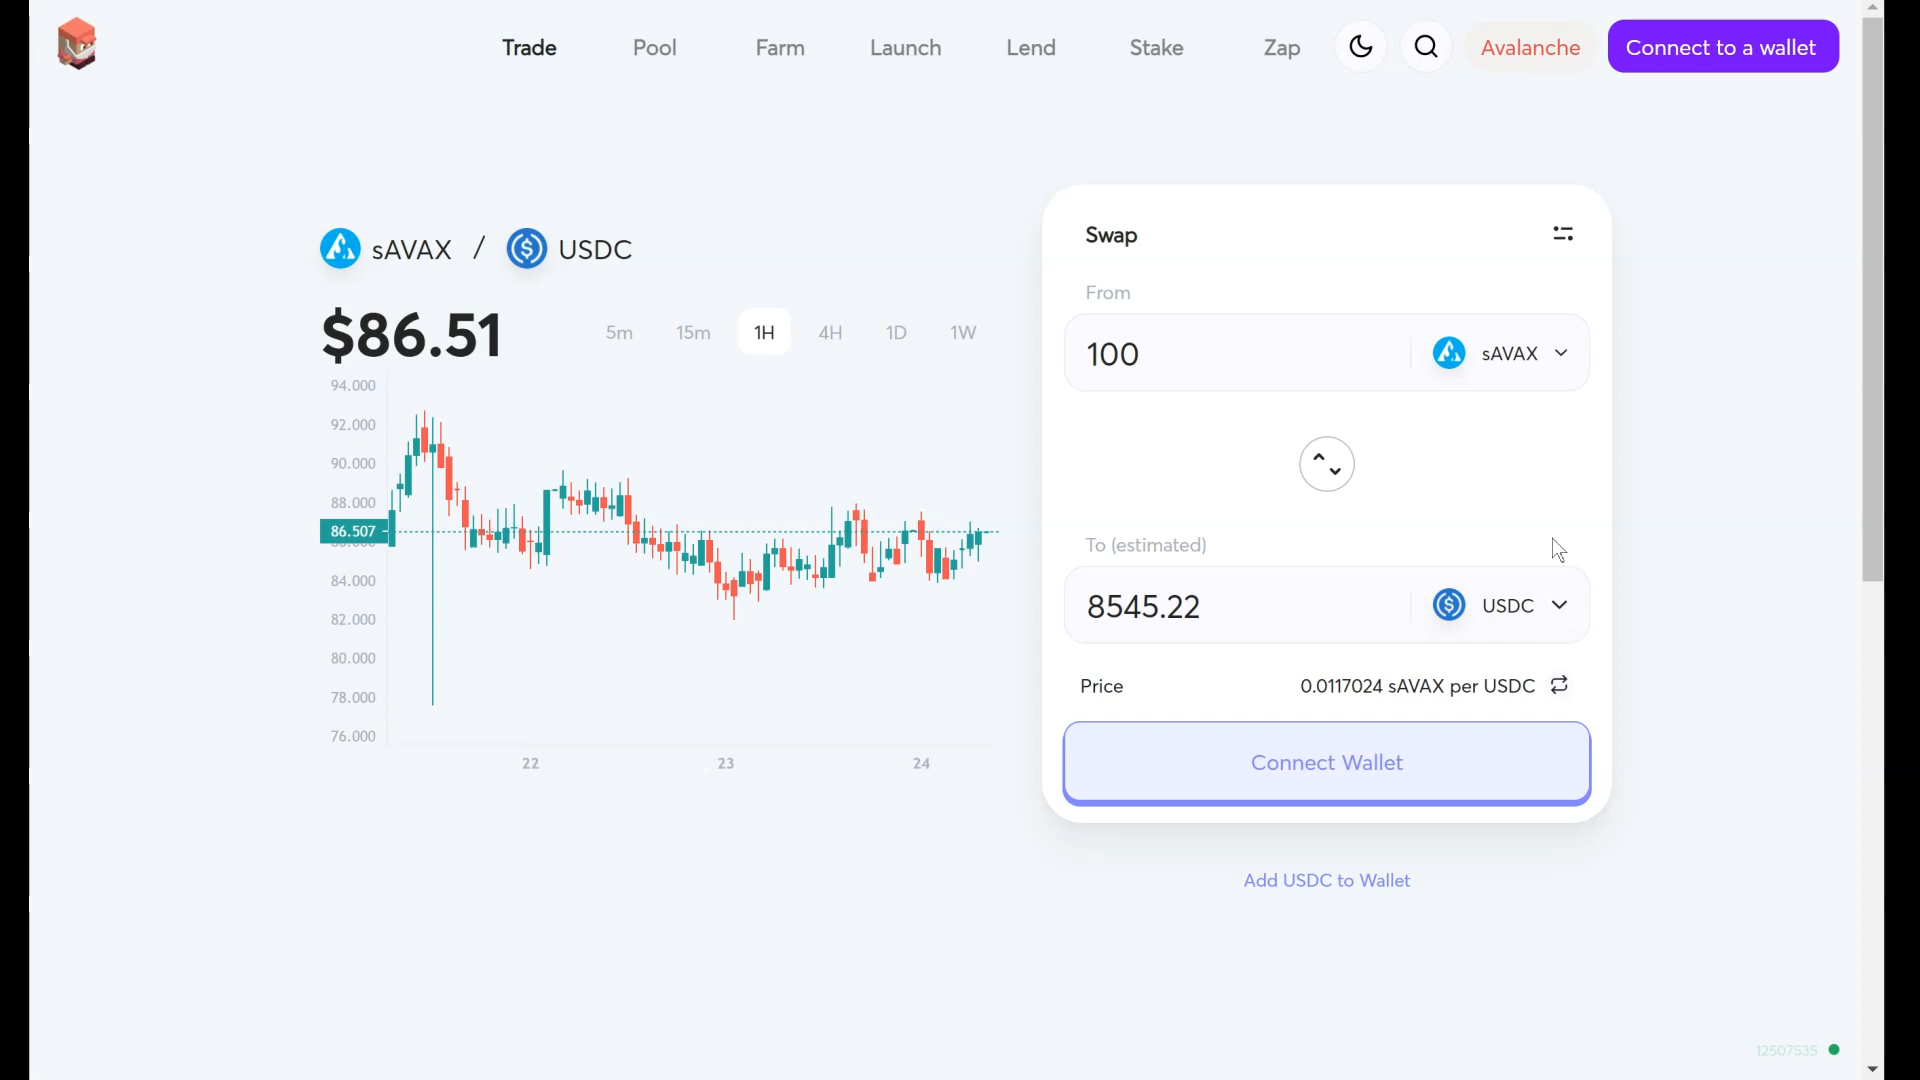 Trade Pool Farm Launch Lend Stake Zap Avalanche Connect to a wallet
sAVAX / USDC
$86.51
5m 15m 1H 4H 1D 1W
94.000
92.000
90.000
88.000
86.507
84.000
82.000
80.000
78.000
76.000
22 23 24
Swap
From
100 sAVAX
To (estimated)
8545.22 USDC
Price 0.0117024 sAVAX per USDC
Connect Wallet
Add USDC to Wallet
12507535